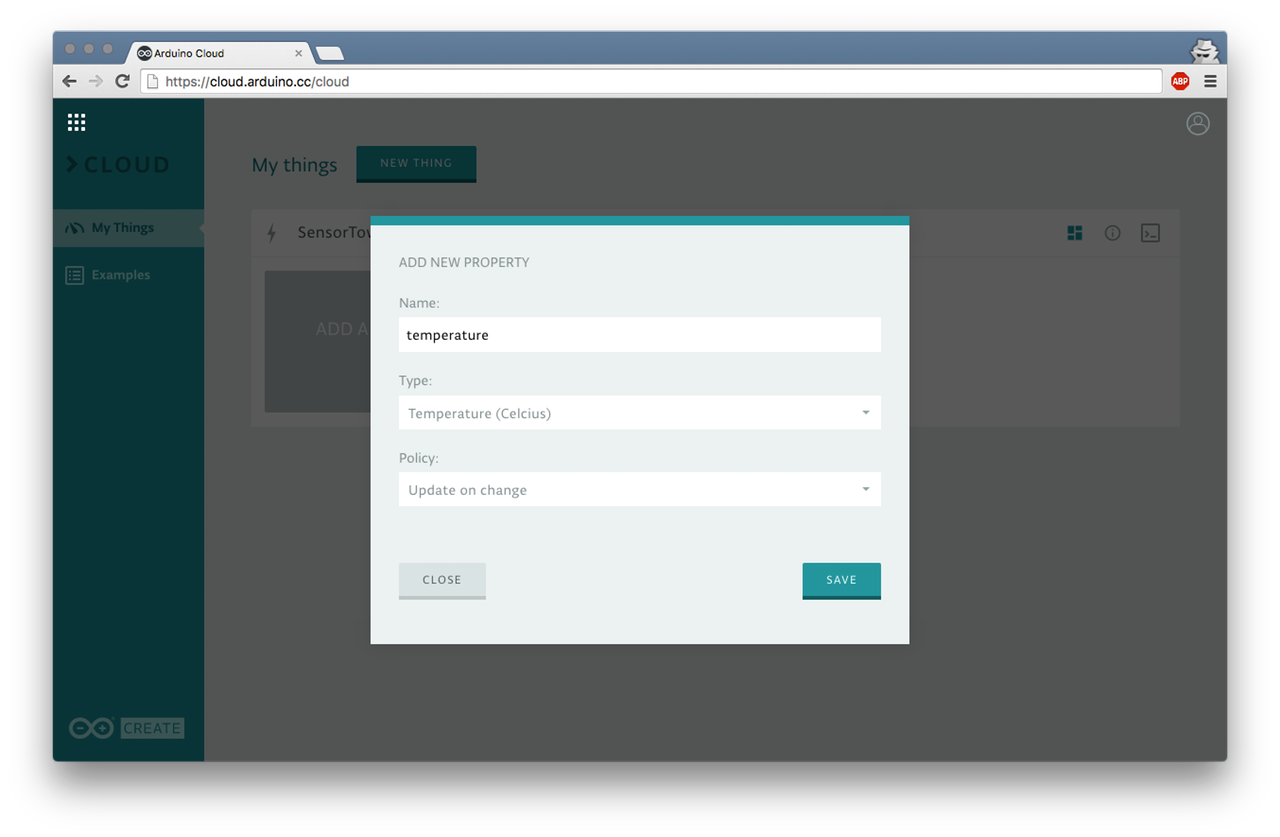 Arduino Cloud
https://cloud.arduino.cc/cloud
ABP
CLOUD
My things
NEW THING
My Things
Examples
ADD A
ADD NEW PROPERTY
Name:
temperature
Type:
Temperature (Celcius)
Policy:
Update on change
CLOSE
SAVE
CREATE